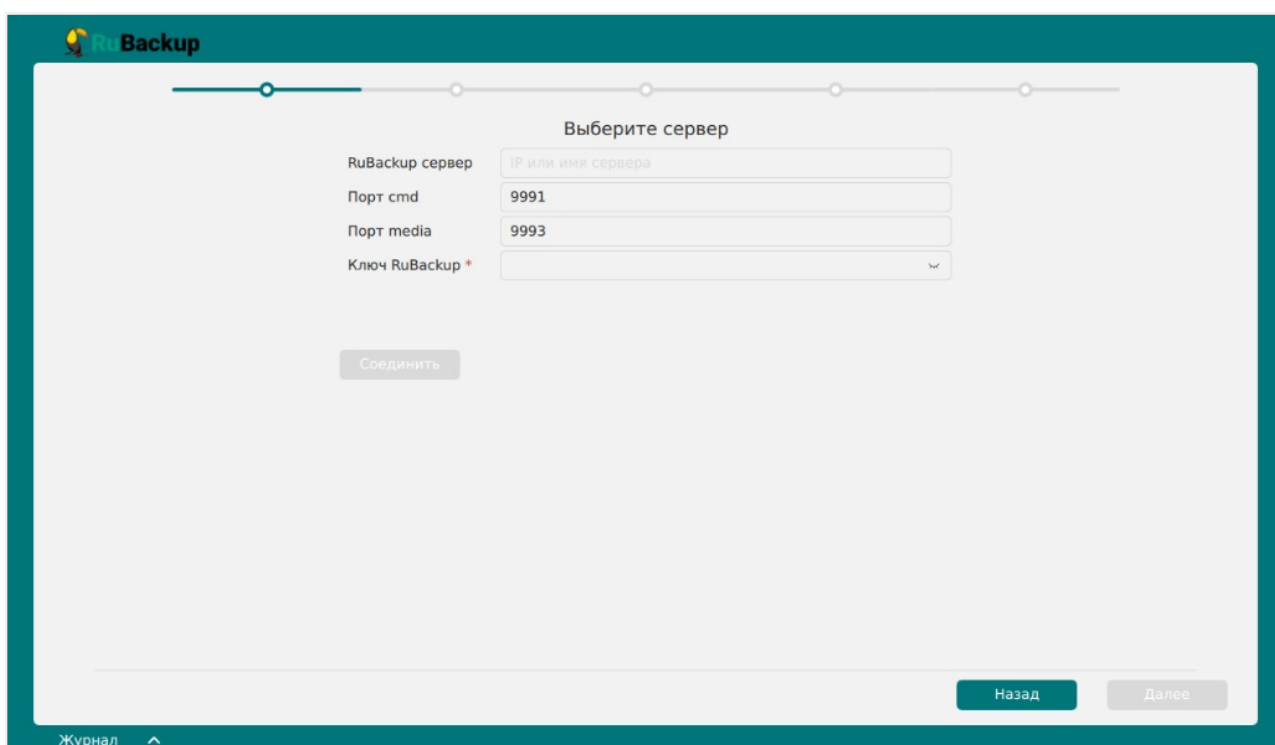 RuBackup
Выберите сервер
RuBackup сервер IP или имя сервера
Порт cmd 9991
Порт media 9993
Ключ RuBackup *
Соединить
Назад Далее
Журнал